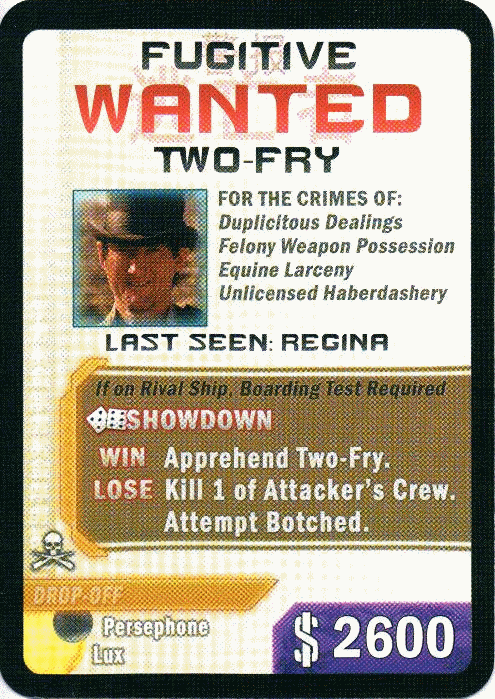 FUGITIVE
WANTED
TWO-FRY
FOR THE CRIMES OF:
Duplicitous Dealings
Felony Weapon Possession
Equine Larceny
Unlicensed Haberdashery
LAST SEEN: REGINA
If on Rival Ship, Boarding Test Required
SHOWDOWN
WIN Apprehend Two-Fry.
LOSE Kill 1 of Attacker's Crew.
Attempt Botched.
DROP-OFF
Persephone
Lux
$ 2600